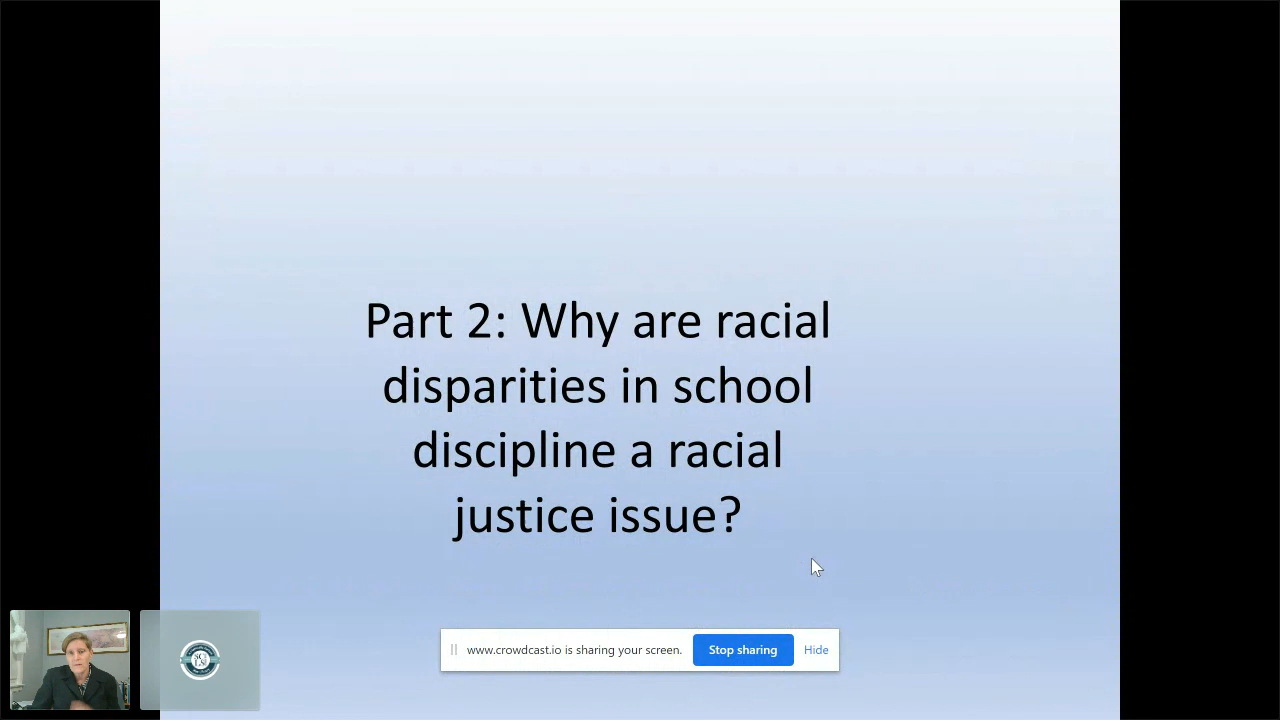 Part 2: Why are racial
disparities in school
discipline a racial
justice issue?
www.crowdcast.io is sharing your screen.
Stop sharing
Hide